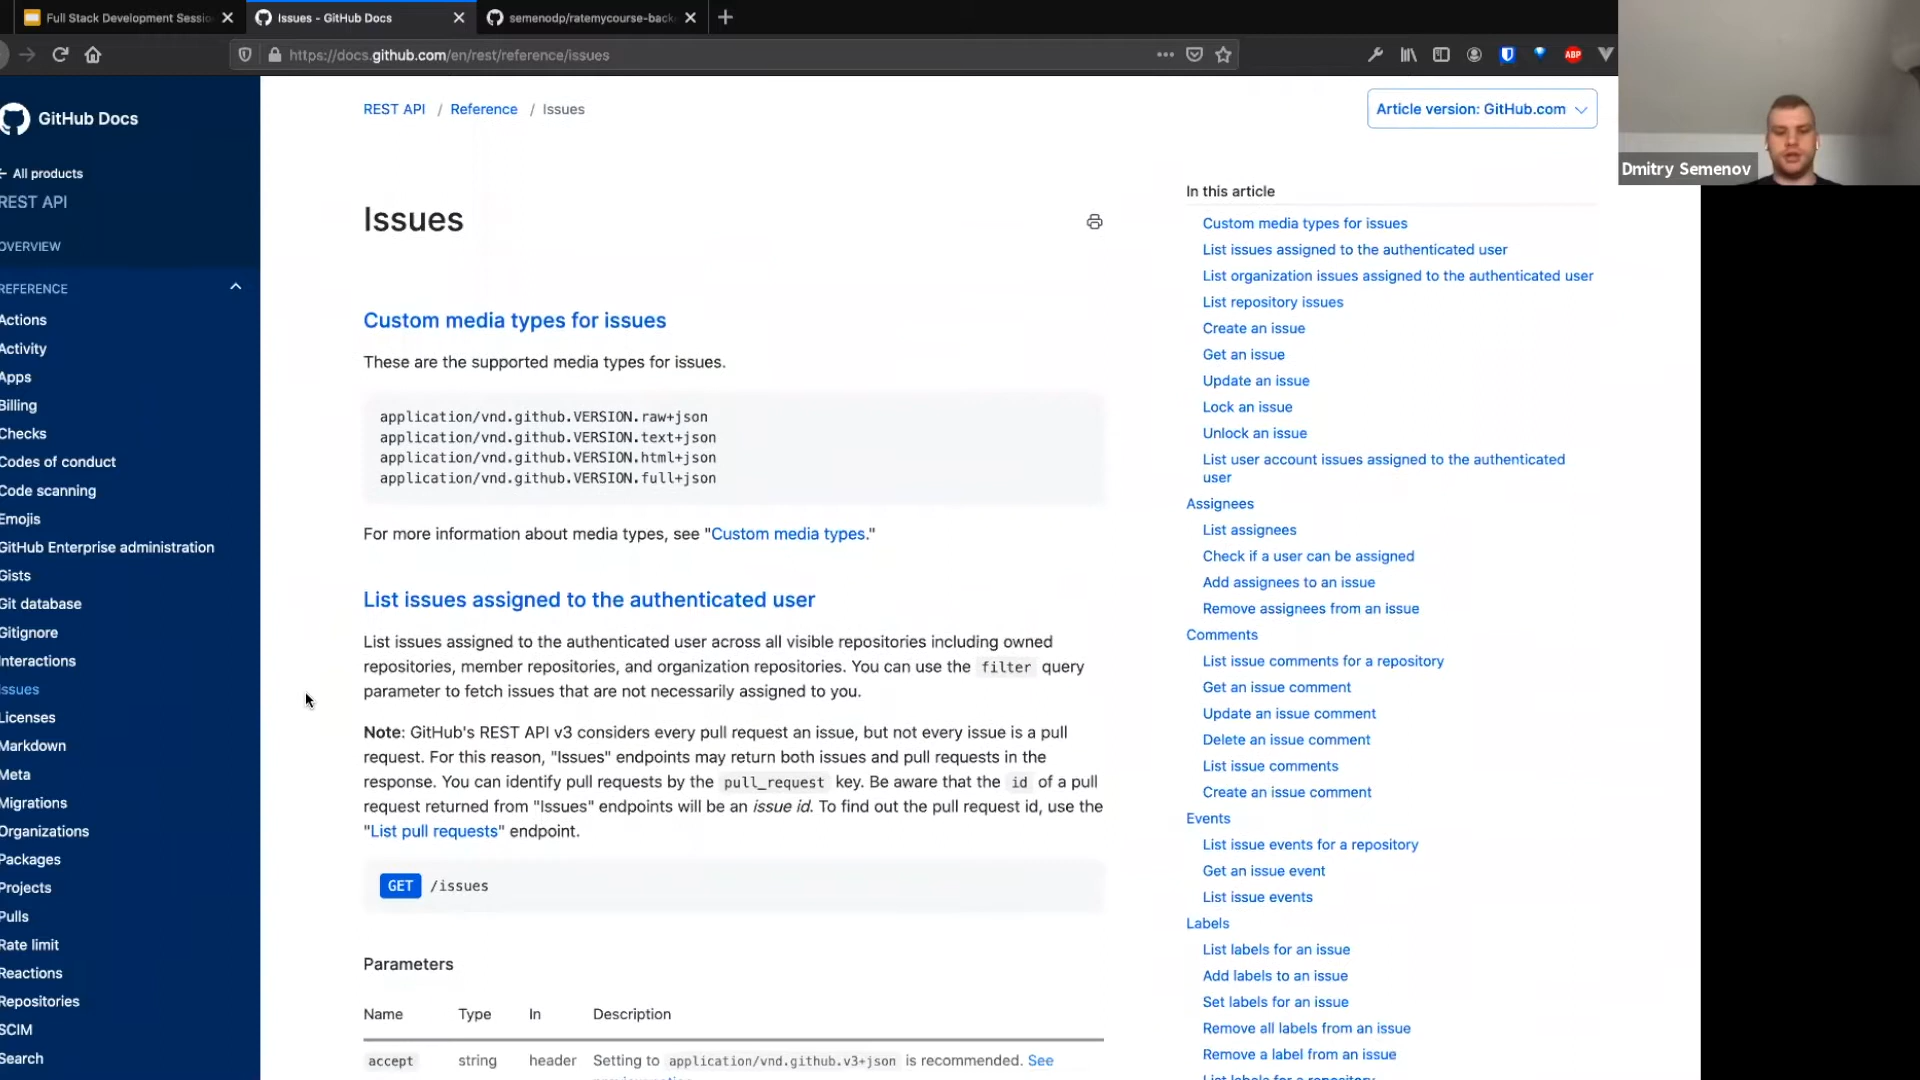 Full Stack Development Sessi
Issues - GitHub Docs
semenodp/ratemycourse-back
https://docs.github.com/en/rest/reference/issues
ABP
Dmitry Semenov
GitHub Docs
All products
REST API
OVERVIEW
REFERENCE
Actions
Activity
Apps
Billing
Checks
Codes of conduct
Code scanning
Emojis
GitHub Enterprise administration
Gists
Git database
Gitignore
Interactions
Issues
Licenses
Markdown
Meta
Migrations
Organizations
Packages
Projects
Pulls
Rate limit
Reactions
Repositories
SCIM
Search
REST API / Reference / Issues
Article version: GitHub.com
Issues
Custom media types for issues
These are the supported media types for issues.
application/vnd.github.VERSION.raw+json
application/vnd.github.VERSION.text+json
application/vnd.github.VERSION.html+json
application/vnd.github.VERSION.full+json
For more information about media types, see "Custom media types."
List issues assigned to the authenticated user
List issues assigned to the authenticated user across all visible repositories including owned
repositories, member repositories, and organization repositories. You can use the filter query
parameter to fetch issues that are not necessarily assigned to you.
Note: GitHub's REST API v3 considers every pull request an issue, but not every issue is a pull
request. For this reason, "Issues" endpoints may return both issues and pull requests in the
response. You can identify pull requests by the pull_request key. Be aware that the id of a pull
request returned from "Issues" endpoints will be an issue id. To find out the pull request id, use the
"List pull requests" endpoint.
GET /issues
Parameters
Name Type In Description
accept string header Setting to application/vnd.github.v3+json is recommended. See
In this article
Custom media types for issues
List issues assigned to the authenticated user
List organization issues assigned to the authenticated user
List repository issues
Create an issue
Get an issue
Update an issue
Lock an issue
Unlock an issue
List user account issues assigned to the authenticated
user
Assignees
List assignees
Check if a user can be assigned
Add assignees to an issue
Remove assignees from an issue
Comments
List issue comments for a repository
Get an issue comment
Update an issue comment
Delete an issue comment
List issue comments
Create an issue comment
Events
List issue events for a repository
Get an issue event
List issue events
Labels
List labels for an issue
Add labels to an issue
Set labels for an issue
Remove all labels from an issue
Remove a label from an issue
List labels for a repository